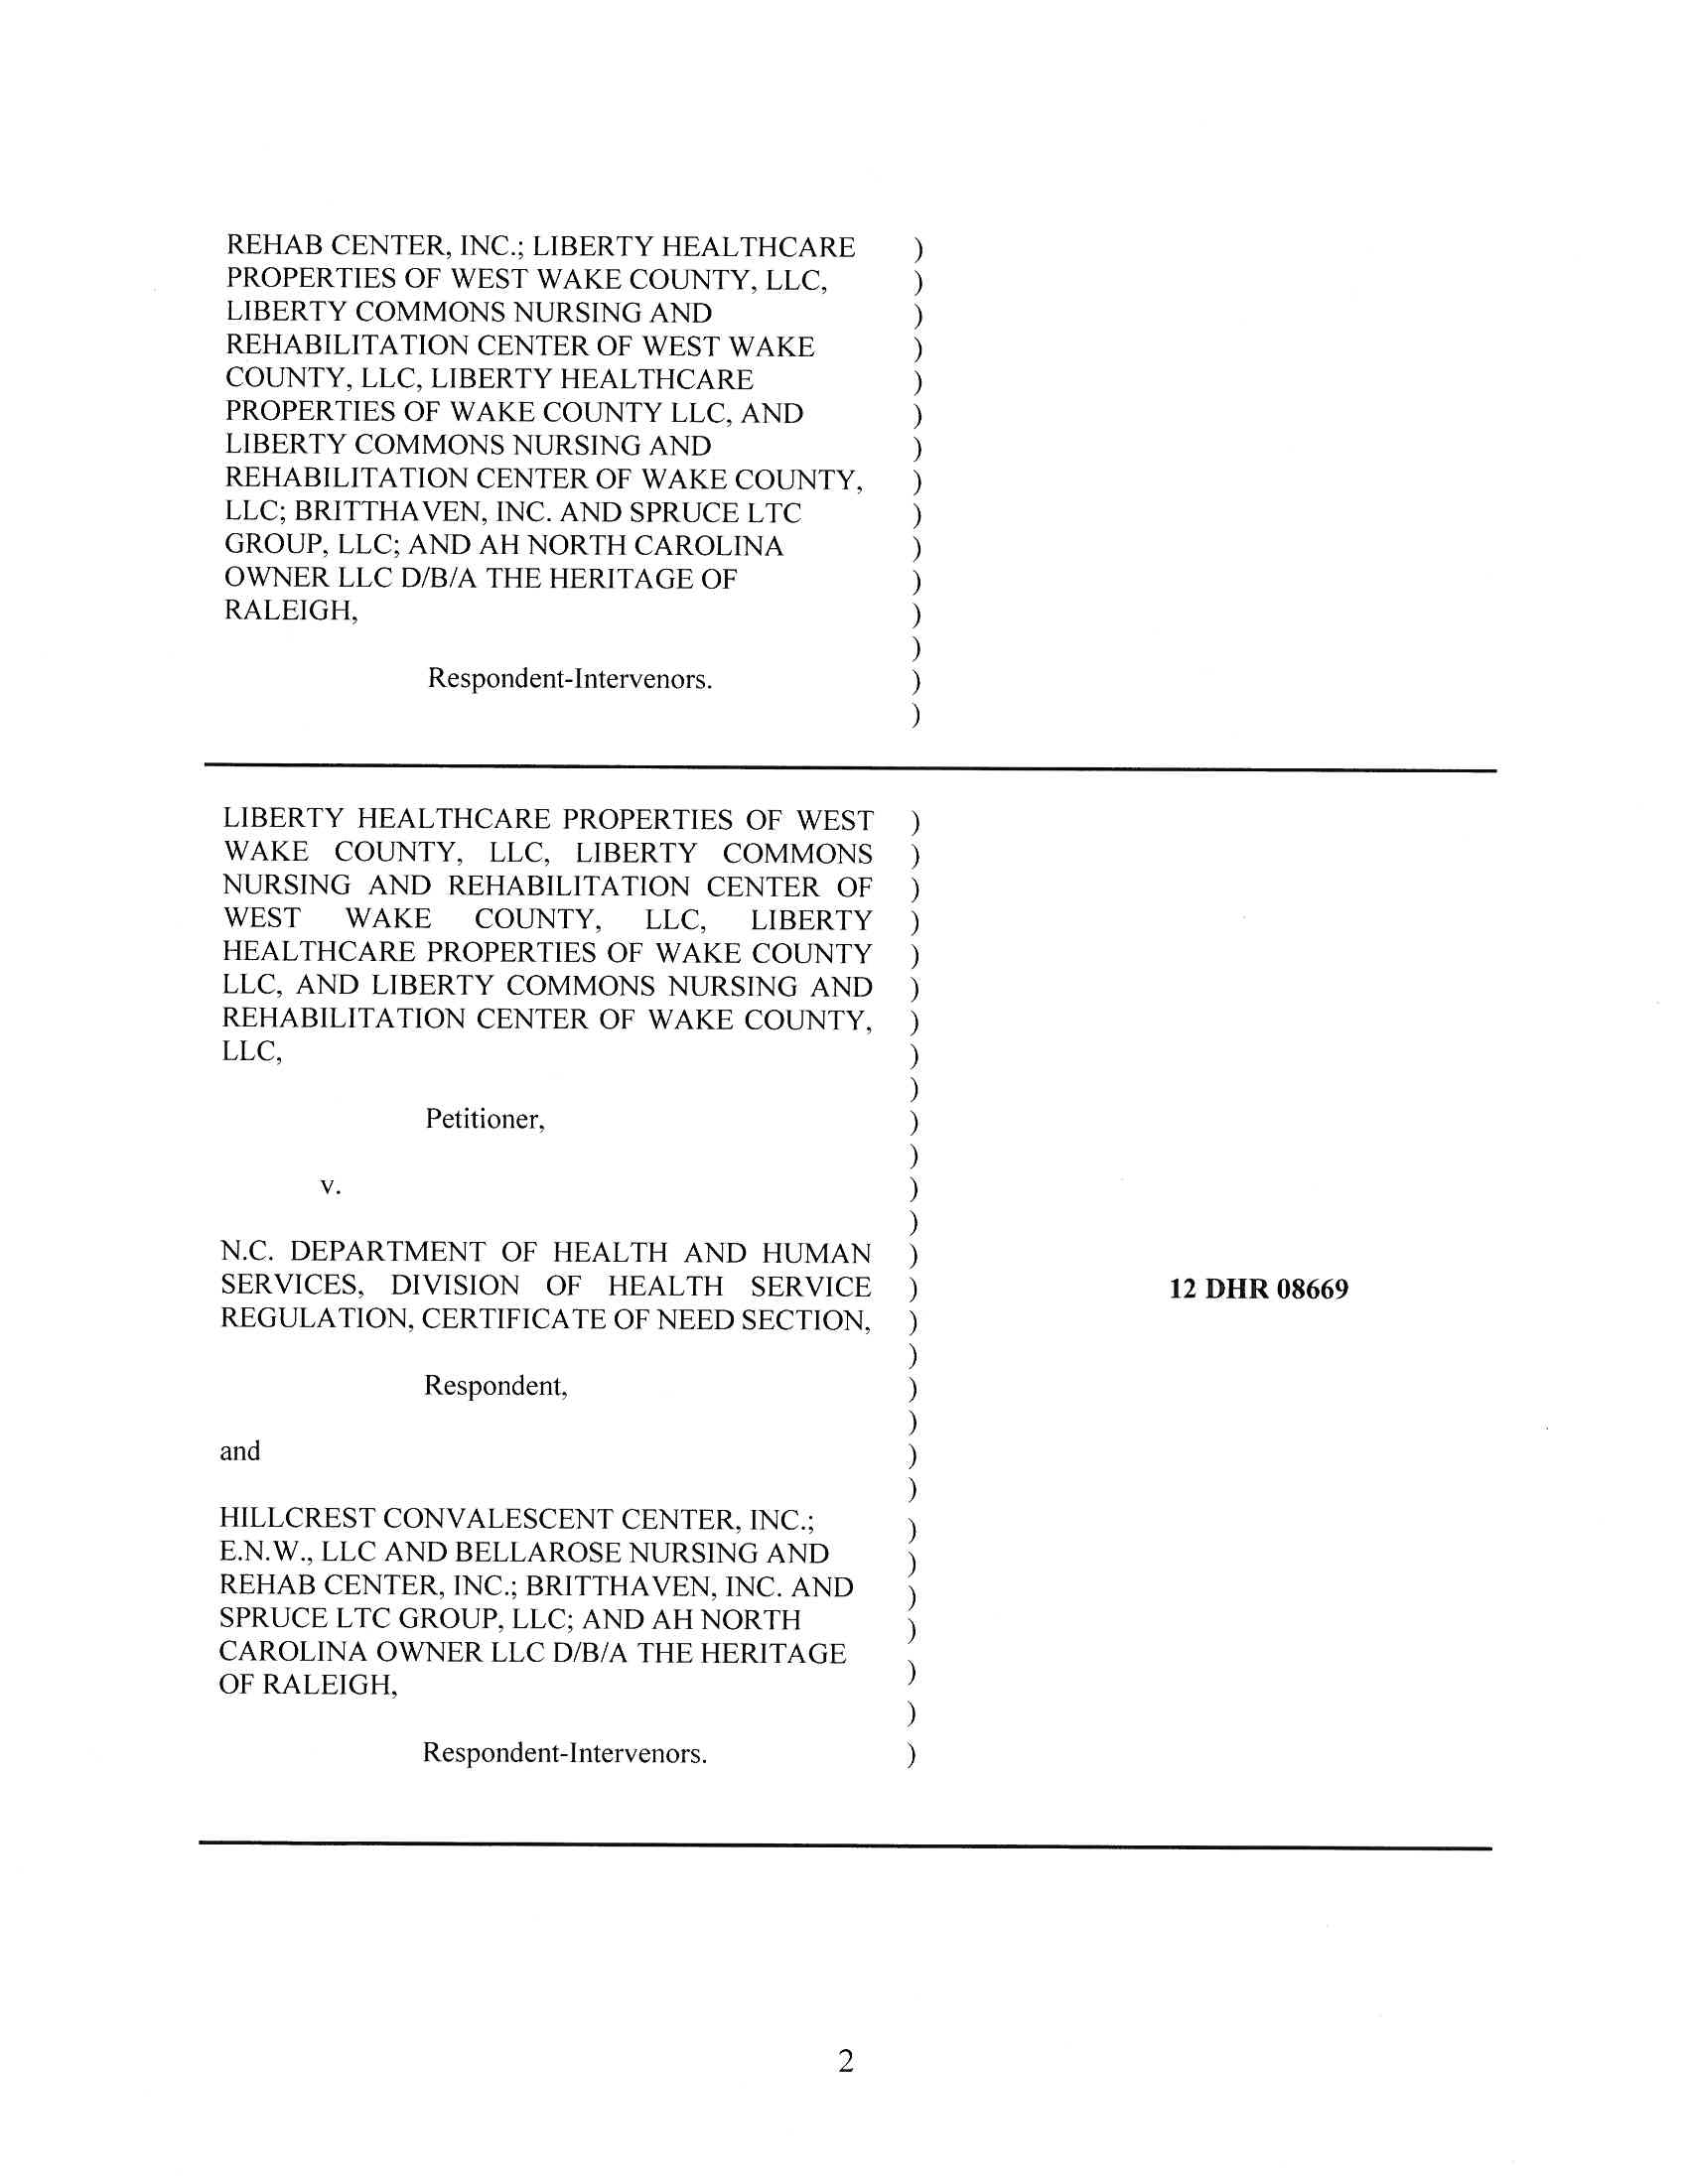 REHAB CENTER, INC.; LIBERTY HEALTHCARE )
PROPERTIES OF WEST WAKE COUNTY, LLC, )
LIBERTY COMMONS NURSING AND )
REHABILITATION CENTER OF WEST WAKE )
COUNTY, LLC, LIBERTY HEALTHCARE )
PROPERTIES OF WAKE COUNTY LLC, AND )
LIBERTY COMMONS NURSING AND )
REHABILITATION CENTER OF WAKE COUNTY, )
LLC; BRITTHAVEN, INC. AND SPRUCE LTC )
GROUP, LLC; AND AH NORTH CAROLINA )
OWNER LLC D/B/A THE HERITAGE OF )
RALEIGH, )
)
Respondent-Intervenors. )
)
LIBERTY HEALTHCARE PROPERTIES OF WEST )
WAKE COUNTY, LLC, LIBERTY COMMONS )
NURSING AND REHABILITATION CENTER OF )
WEST WAKE COUNTY, LLC, LIBERTY )
HEALTHCARE PROPERTIES OF WAKE COUNTY )
LLC, AND LIBERTY COMMONS NURSING AND )
REHABILITATION CENTER OF WAKE COUNTY, )
LLC, )
)
Petitioner, )
)
v. )
)
N.C. DEPARTMENT OF HEALTH AND HUMAN )
SERVICES, DIVISION OF HEALTH SERVICE ) 12 DHR 08669
REGULATION, CERTIFICATE OF NEED SECTION, )
)
Respondent, )
)
and )
)
HILLCREST CONVALESCENT CENTER, INC.; )
E.N.W., LLC AND BELLAROSE NURSING AND )
REHAB CENTER, INC.; BRITTHAVEN, INC. AND )
SPRUCE LTC GROUP, LLC; AND AH NORTH )
CAROLINA OWNER LLC D/B/A THE HERITAGE )
OF RALEIGH,
)
Respondent-Intervenors. )
2